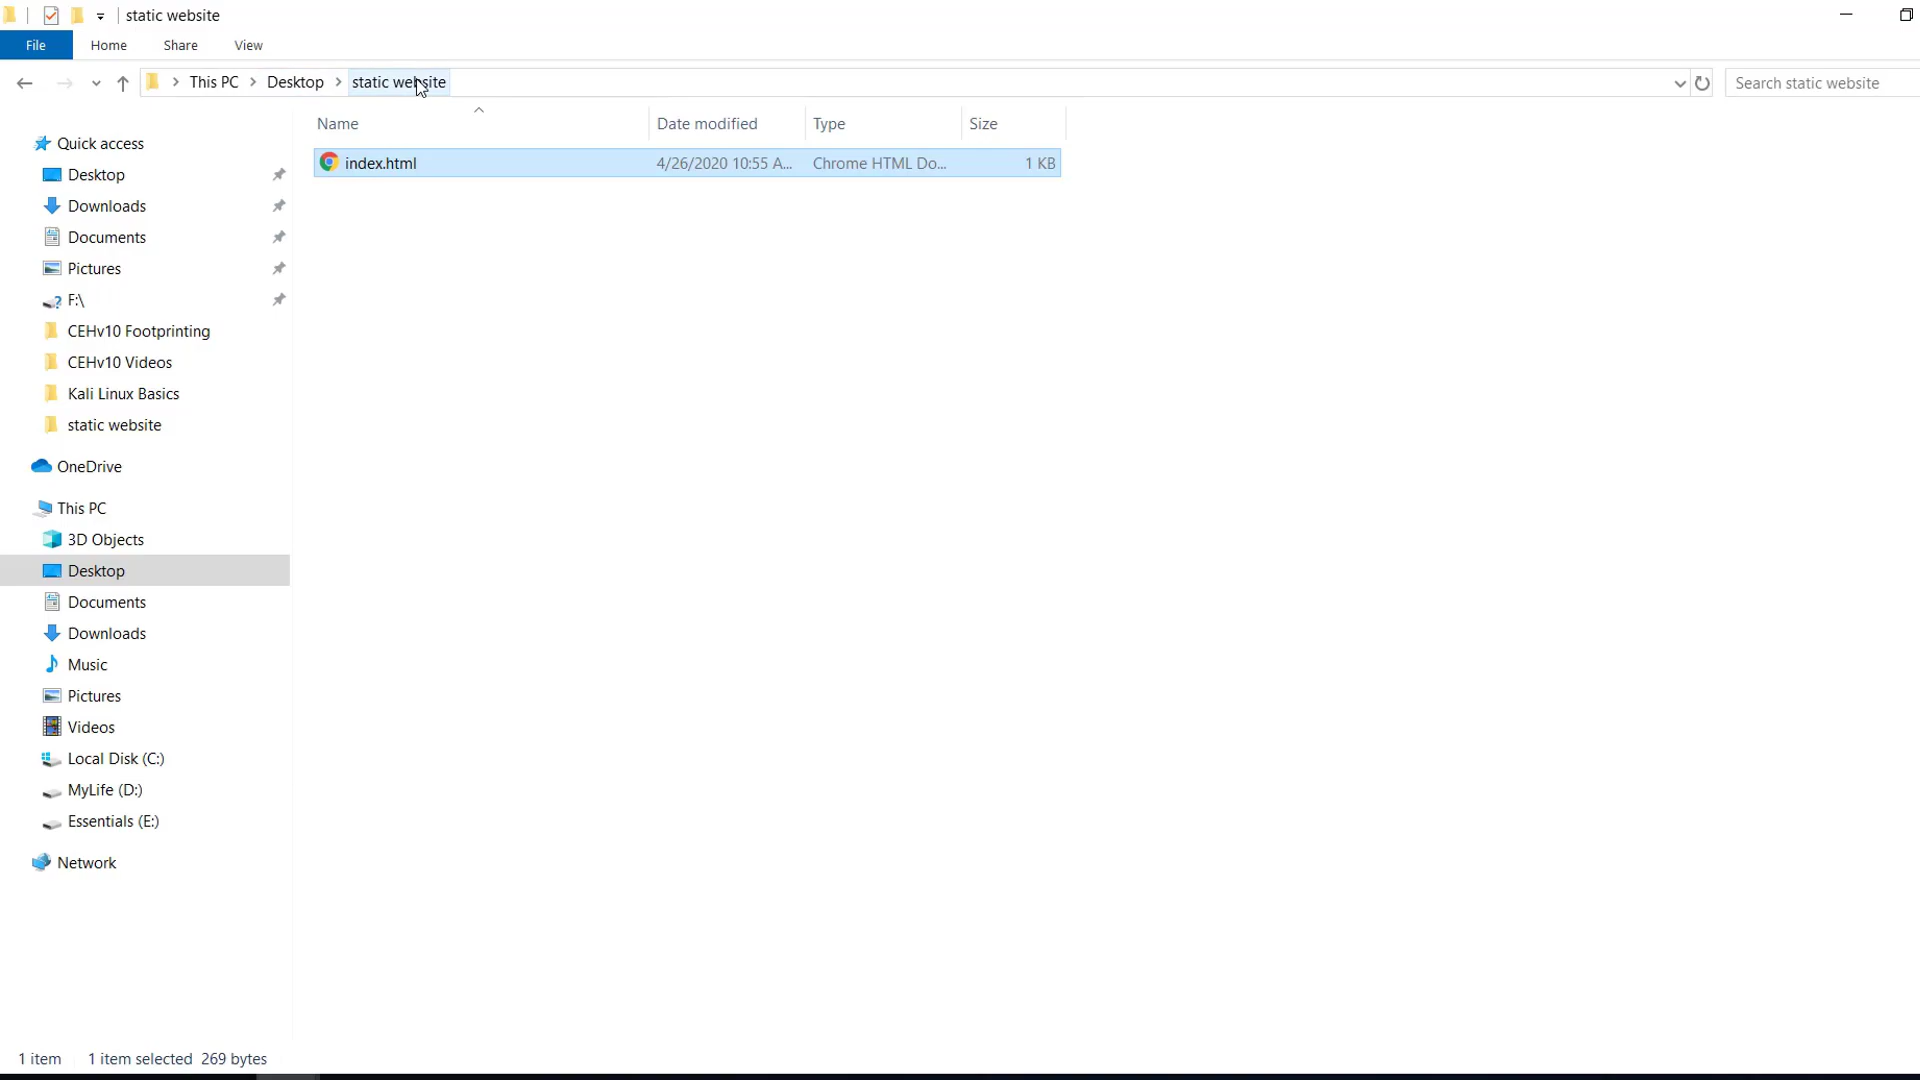 static website
File Home Share View
This PC Desktop static website Search static website
Name Date modified Type Size
index.html 4/26/2020 10:55 A... Chrome HTML Do... 1 KB
Quick access
Desktop
Downloads
Documents
Pictures
F:\
CEHv10 Footprinting
CEHv10 Videos
Kali Linux Basics
static website
OneDrive
This PC
3D Objects
Desktop
Documents
Downloads
Music
Pictures
Videos
Local Disk (C:)
MyLife (D:)
Essentials (E:)
Network
1 item 1 item selected 269 bytes